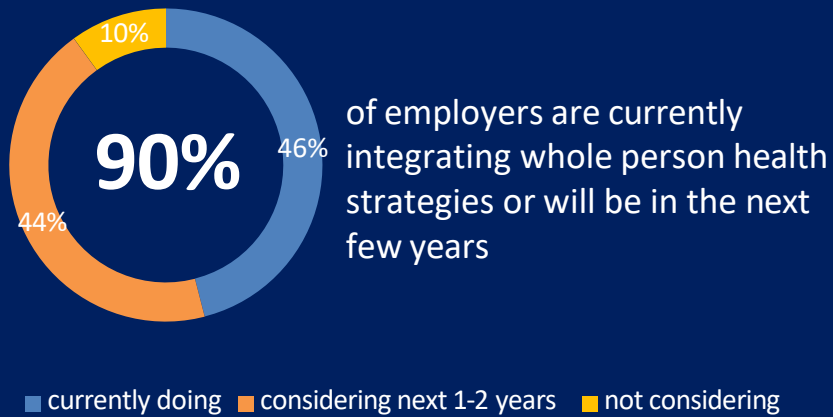 10%
90%
46%
44%
of employers are currently
integrating whole person health
strategies or will be in the next
few years
currently doing considering next 1-2 years not considering